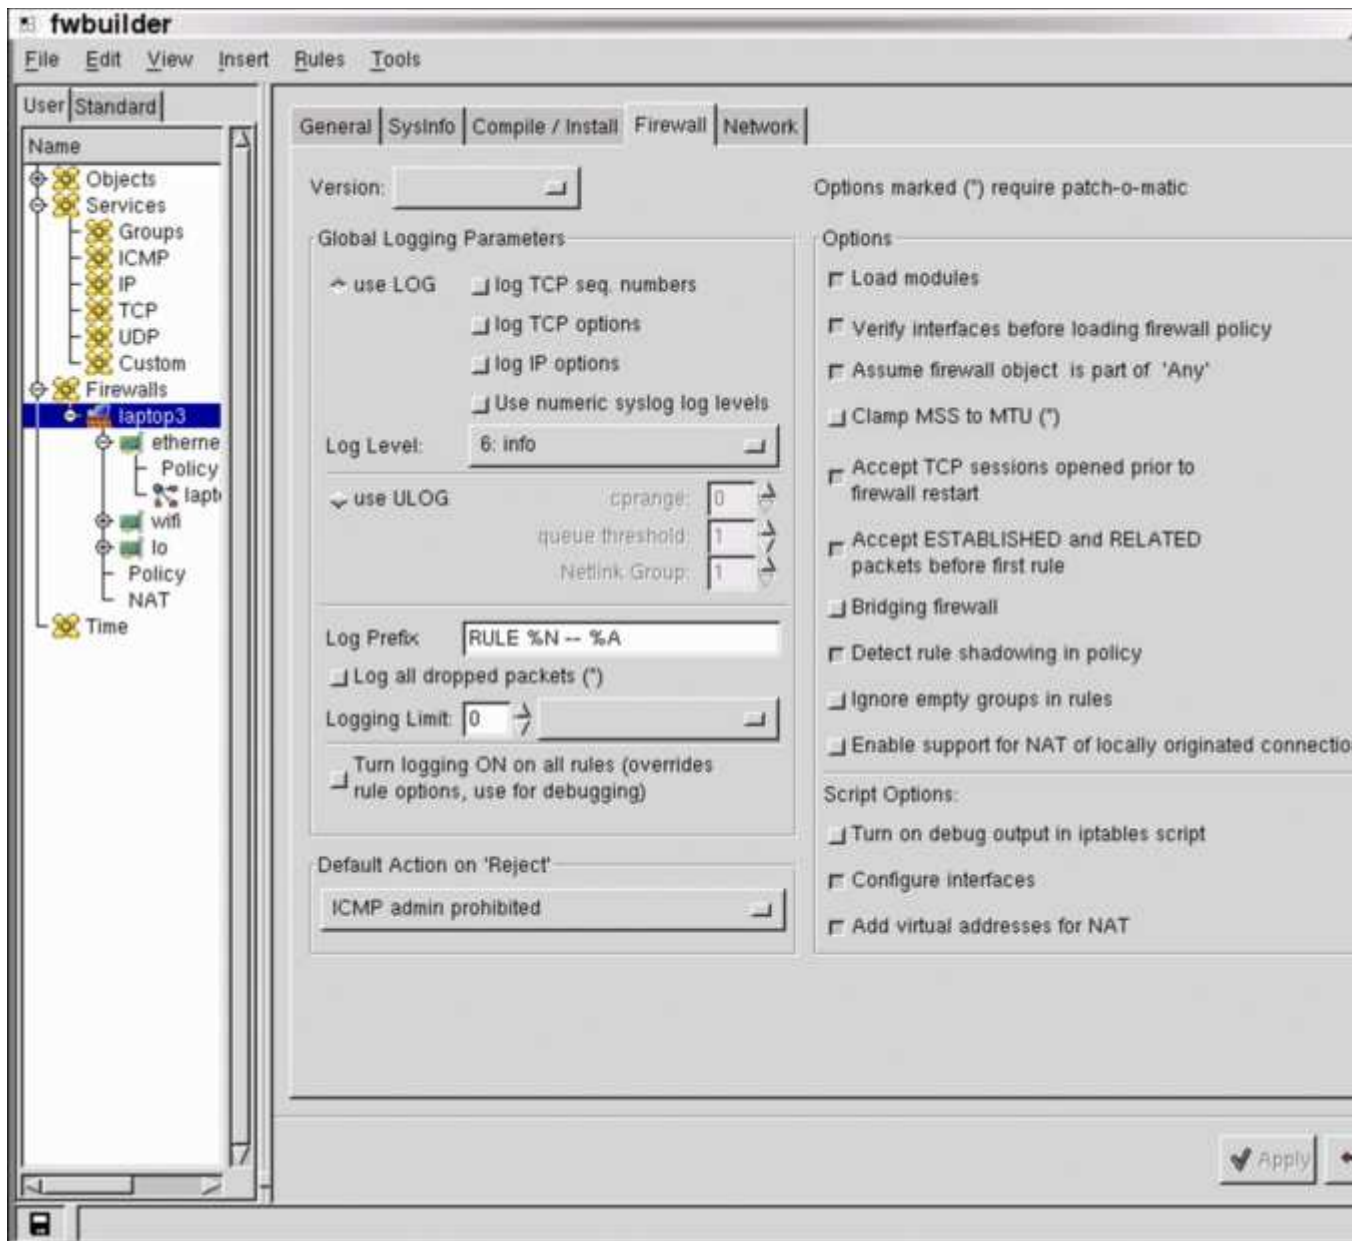 fwbuilder
File Edit View Insert Rules Tools
User Standard
Name
Objects
Services
Groups
ICMP
IP
TCP
UDP
Custom
Firewalls
laptop3
etherne
Policy
lapt
wifi
lo
Policy
NAT
Time
General SysInfo Compile / Install Firewall Network
Version:
Options marked (*) require patch-o-matic
Global Logging Parameters
use LOG
log TCP seq. numbers
log TCP options
log IP options
Use numeric syslog log levels
Log Level: 6: info
use ULOG
cprange: 0
queue threshold: 1
Netlink Group: 1
Log Prefix RULE %N -- %A
Log all dropped packets (*)
Logging Limit: 0
Turn logging ON on all rules (overrides
rule options, use for debugging)
Default Action on 'Reject'
ICMP admin prohibited
Options
Load modules
Verify interfaces before loading firewall policy
Assume firewall object is part of 'Any'
Clamp MSS to MTU (*)
Accept TCP sessions opened prior to
firewall restart
Accept ESTABLISHED and RELATED
packets before first rule
Bridging firewall
Detect rule shadowing in policy
Ignore empty groups in rules
Enable support for NAT of locally originated connectio
Script Options:
Turn on debug output in iptables script
Configure interfaces
Add virtual addresses for NAT
Apply